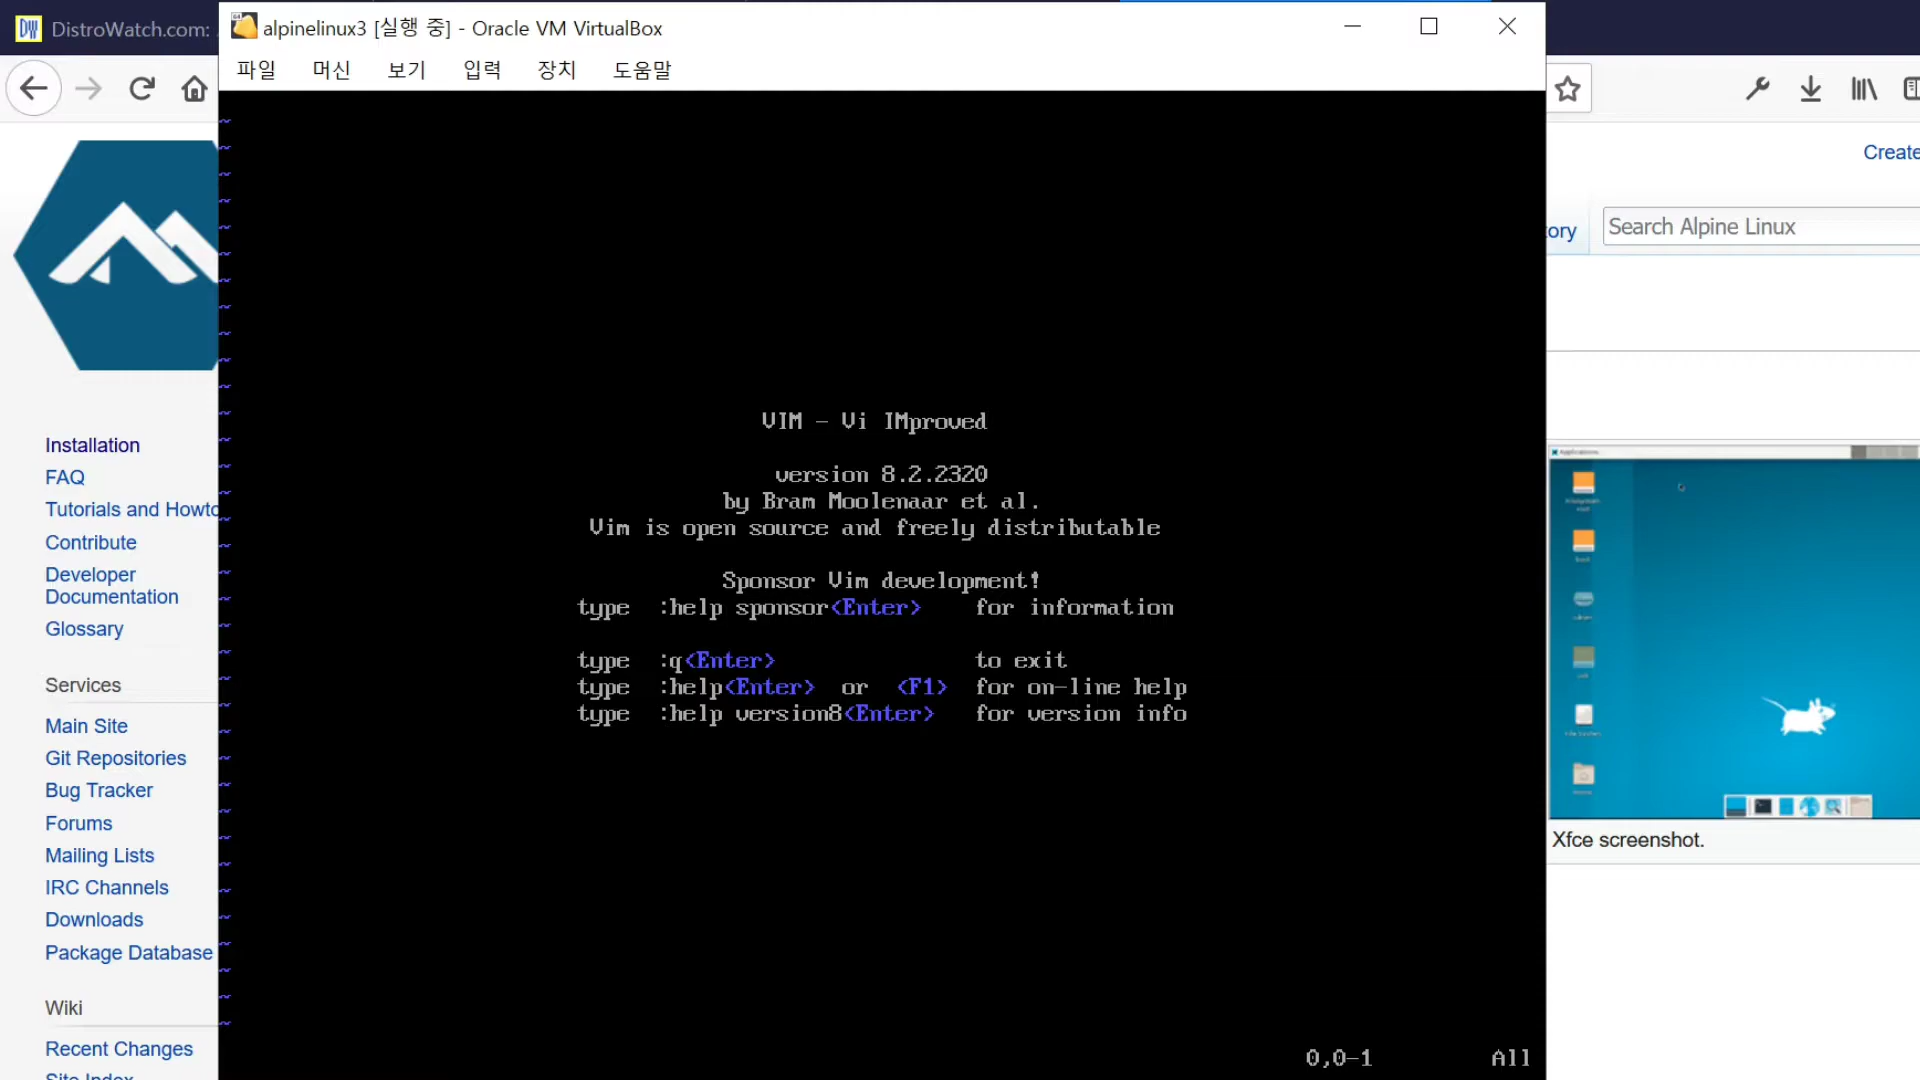 DistroWatch.com:
alpinelinux3 [실행 중] - Oracle VM VirtualBox
파일 머신 보기 입력 장치 도움말
Create
ory
Search Alpine Linux
Installation
FAQ
Tutorials and Howto
Contribute
Developer
Documentation
Glossary
Services
Main Site
Git Repositories
Bug Tracker
Forums
Mailing Lists
IRC Channels
Downloads
Package Database
Wiki
Recent Changes
Site Index
VIM - Vi IMproved
version 8.2.2320
by Bram Moolenaar et al.
Vim is open source and freely distributable
Sponsor Vim development!
type :help sponsor<Enter> for information
type :q<Enter> to exit
type :help<Enter> or <F1> for on-line help
type :help version8<Enter> for version info
0,0-1 All
Xfce screenshot.